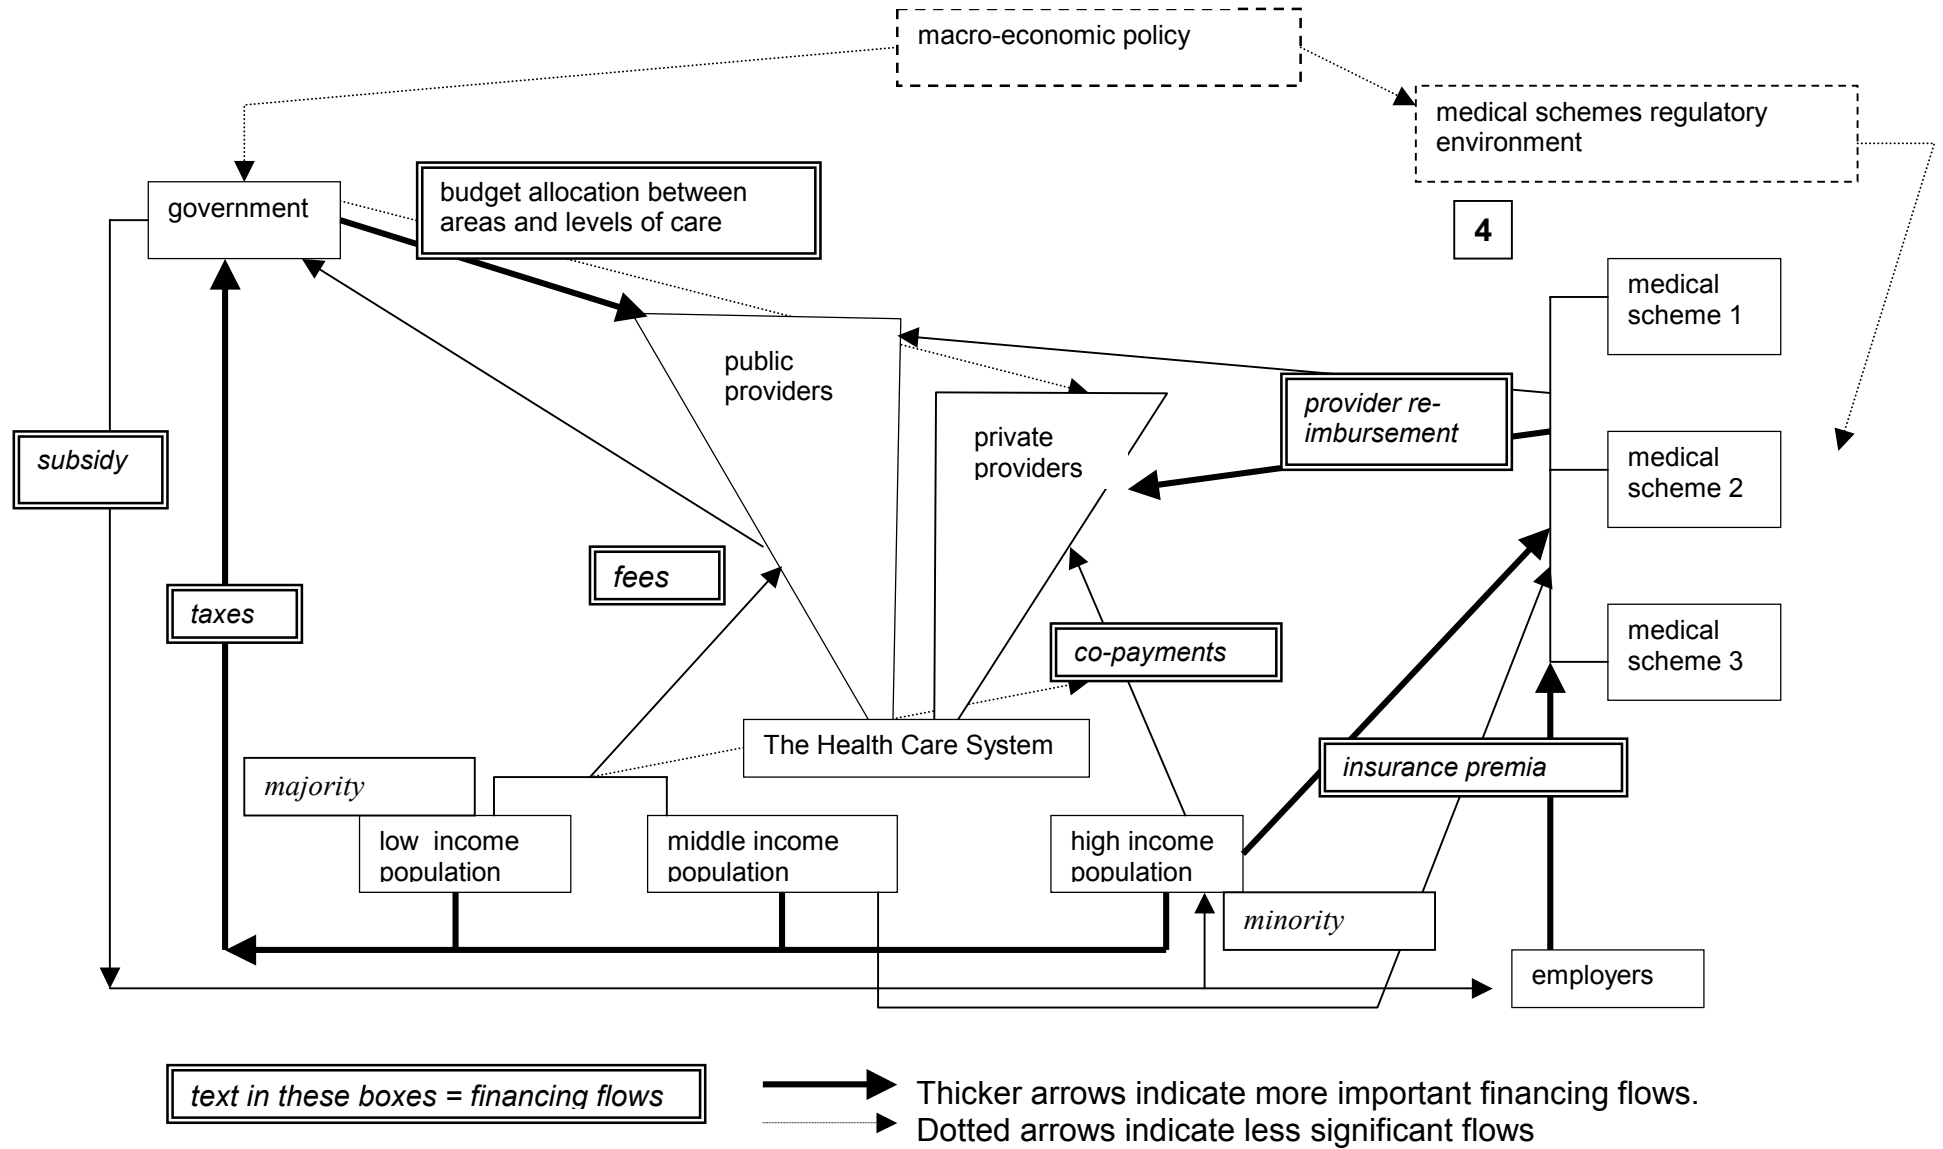 macro-economic policy
medical schemes regulatory
environment
government
budget allocation between
areas and levels of care
4
medical
scheme 1
public
providers
provider re-
imbursement
private
providers
subsidy
medical
scheme 2
fees
taxes
co-payments
medical
scheme 3
The Health Care System
insurance premia
majority
low  income
population
middle income
population
high income
population
minority
employers
text in these boxes = financing flows
Thicker arrows indicate more important financing flows.
Dotted arrows indicate less significant flows